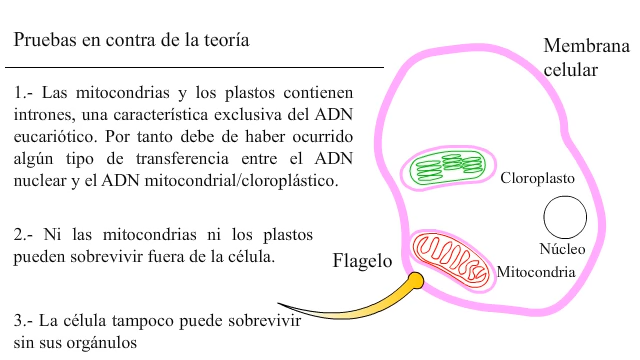 Pruebas en contra de la teoría
1.- Las mitocondrias y los plastos contienen
intrones, una característica exclusiva del ADN
eucariótico. Por tanto debe de haber ocurrido
algún tipo de transferencia entre el ADN
nuclear y el ADN mitocondrial/cloroplástico.
2.- Ni las mitocondrias ni los plastos
pueden sobrevivir fuera de la célula.
3.- La célula tampoco puede sobrevivir
sin sus orgánulos
Membrana
celular
Cloroplasto
Núcleo
Mitocondria
Flagelo